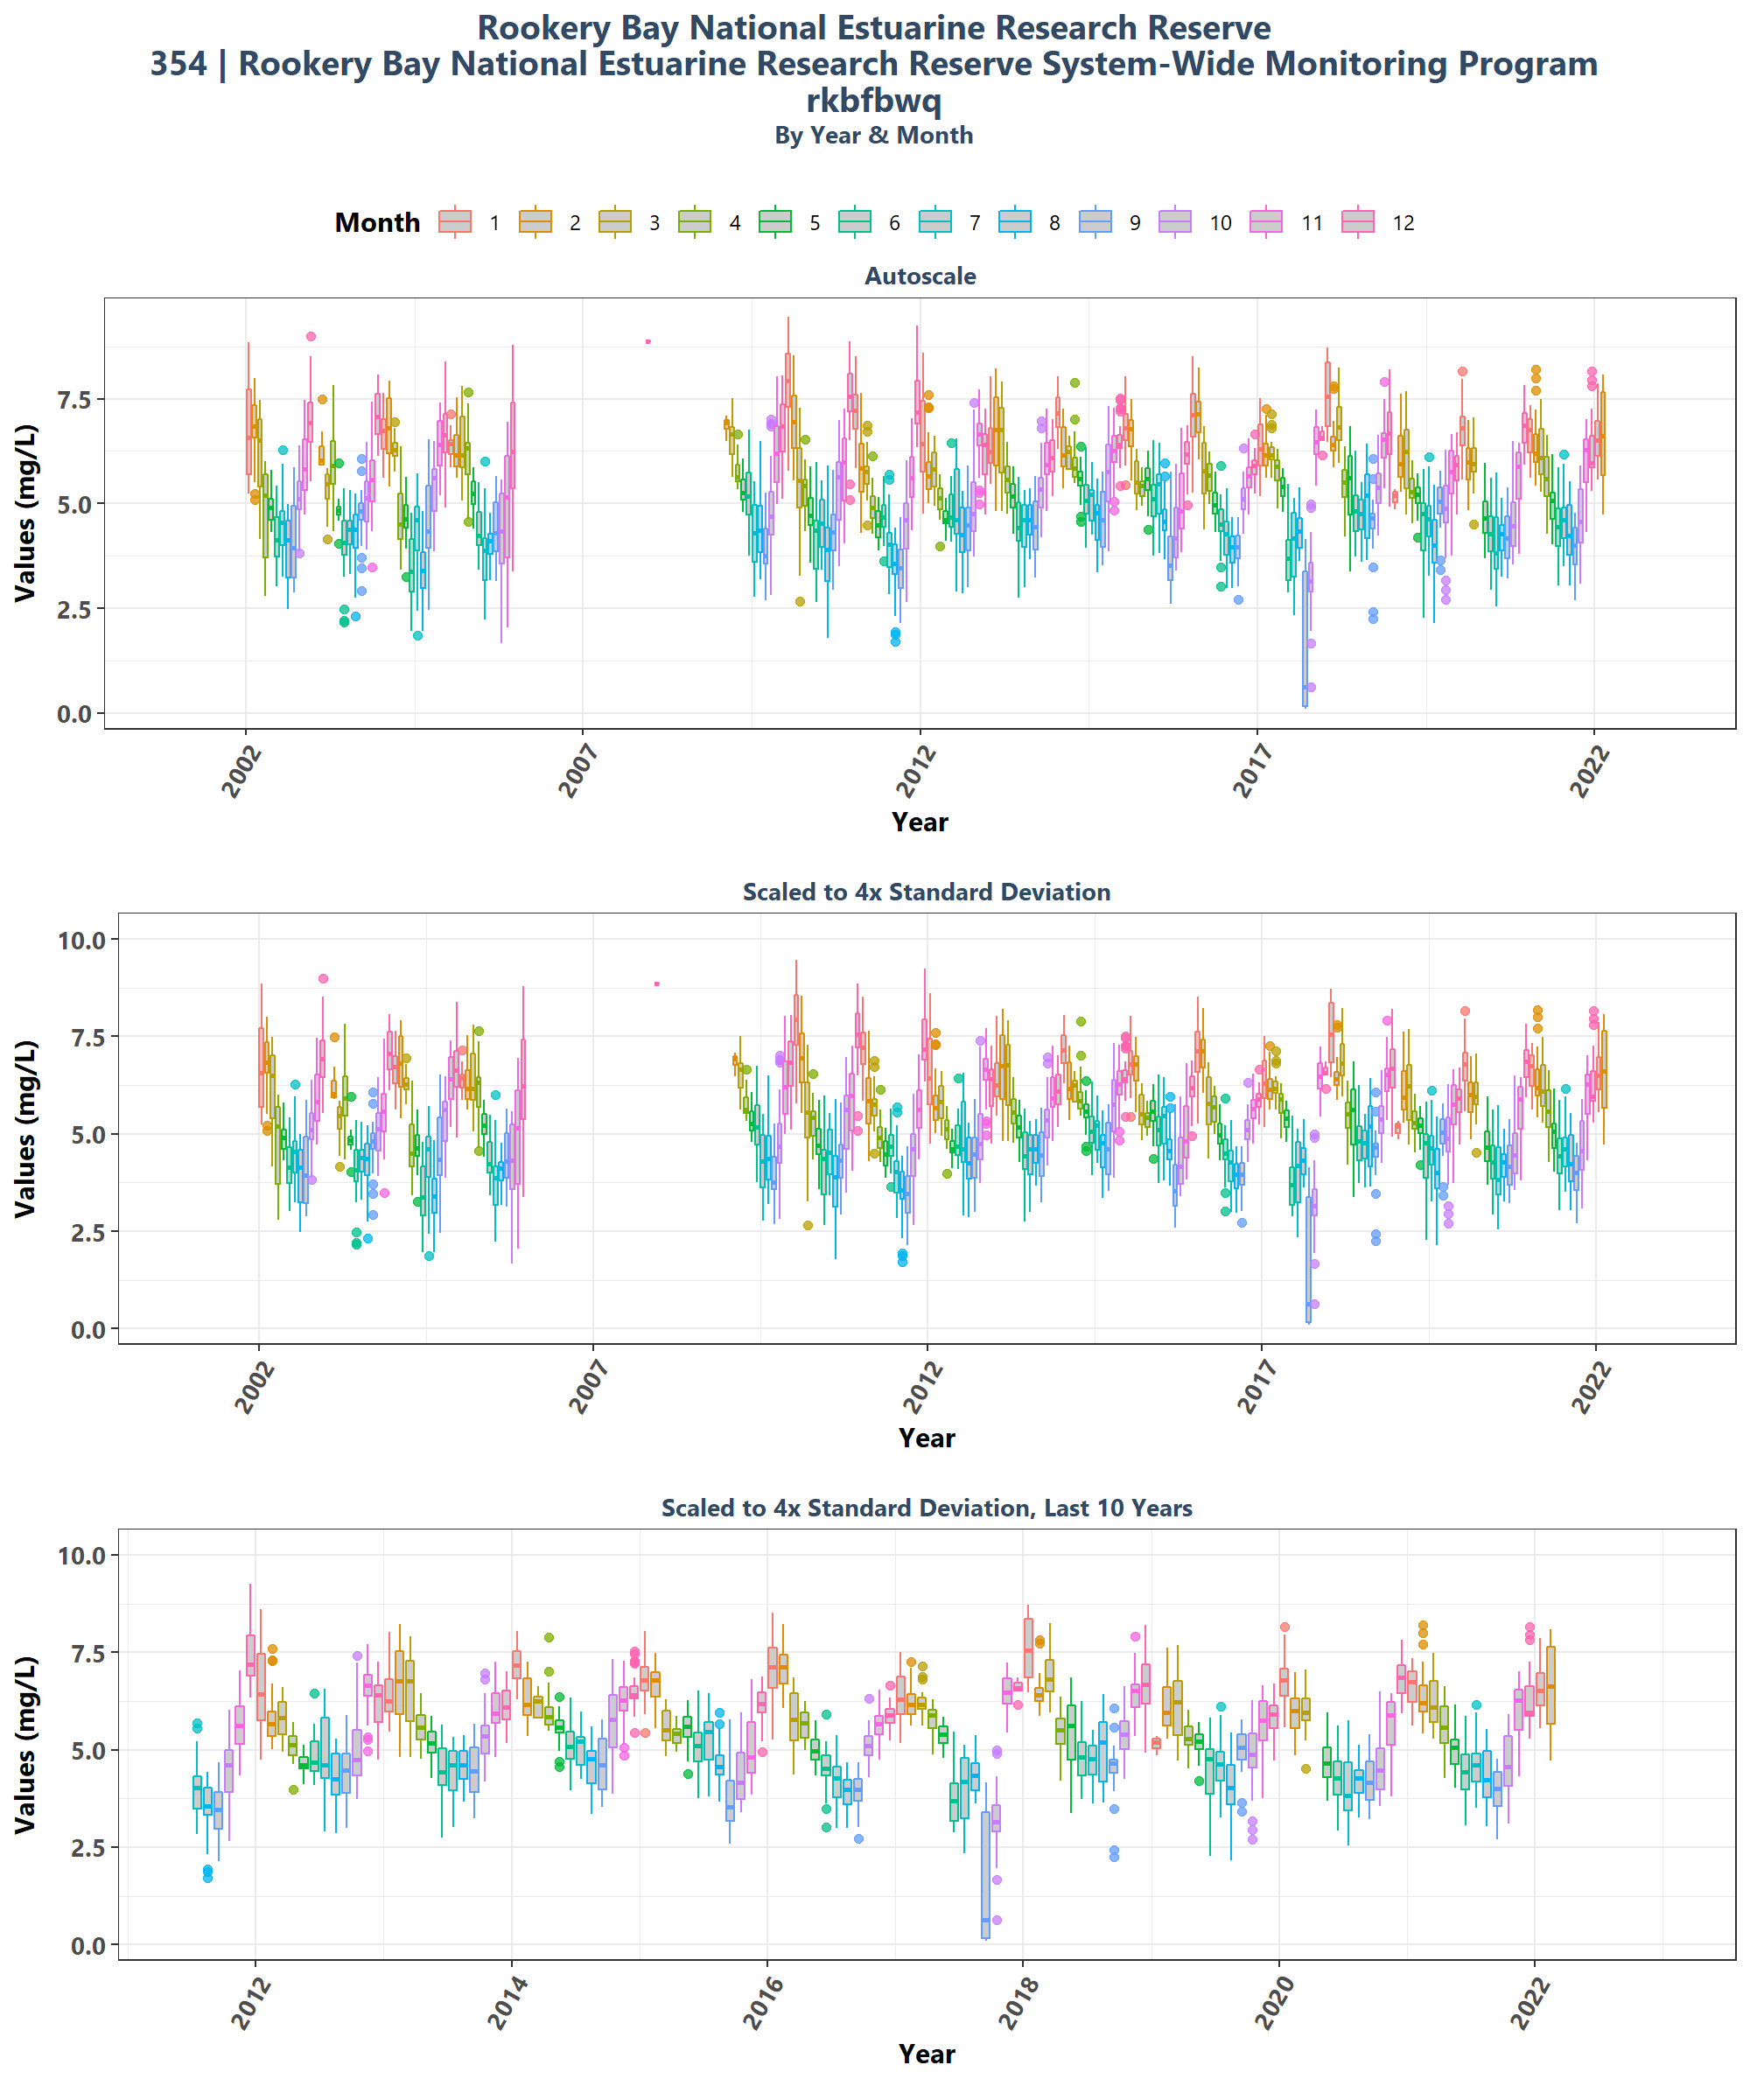 Rookery Bay National Estuarine Research Reserve
354 | Rookery Bay National Estuarine Research Reserve System-Wide Monitoring Program
rkbfbwq
By Year & Month
Month 1 2 3 4 5 6 7 8 9 10 11 12
Autoscale
Values (mg/L)
7.5
5.0
2.5
0.0
2002 2007 2012 2017 2022
Year
Scaled to 4x Standard Deviation
Values (mg/L)
10.0
7.5
5.0
2.5
0.0
2002 2007 2012 2017 2022
Year
Scaled to 4x Standard Deviation, Last 10 Years
Values (mg/L)
10.0
7.5
5.0
2.5
0.0
2012 2014 2016 2018 2020 2022
Year